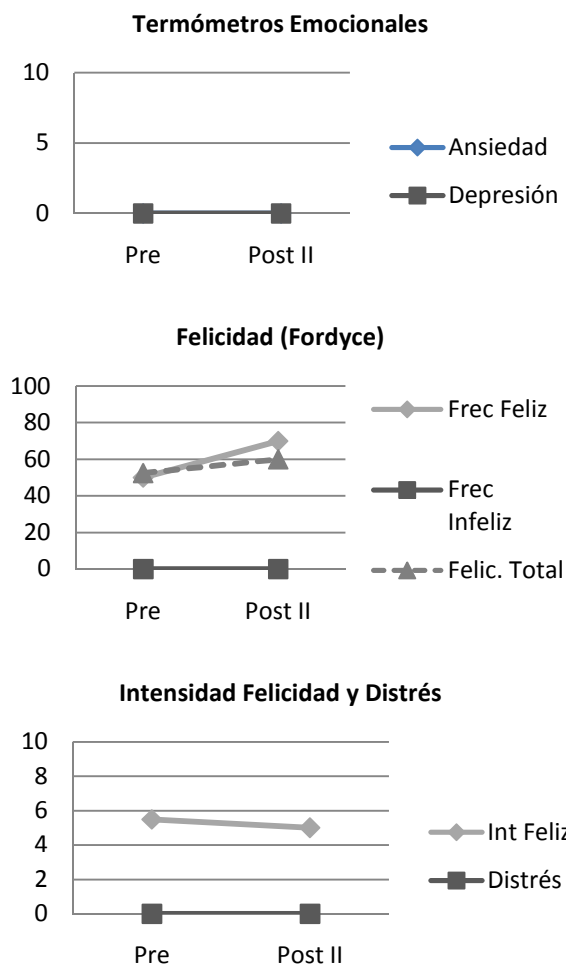 Termómetros Emocionales
10
5
0
Pre
Post II
Ansiedad
Depresión
Felicidad (Fordyce)
100
80
60
40
20
0
Pre
Post II
Frec Feliz
Frec
Infeliz
Felic. Total
Intensidad Felicidad y Distrés
10
8
6
4
2
0
Pre
Post II
Int Feliz
Distrés